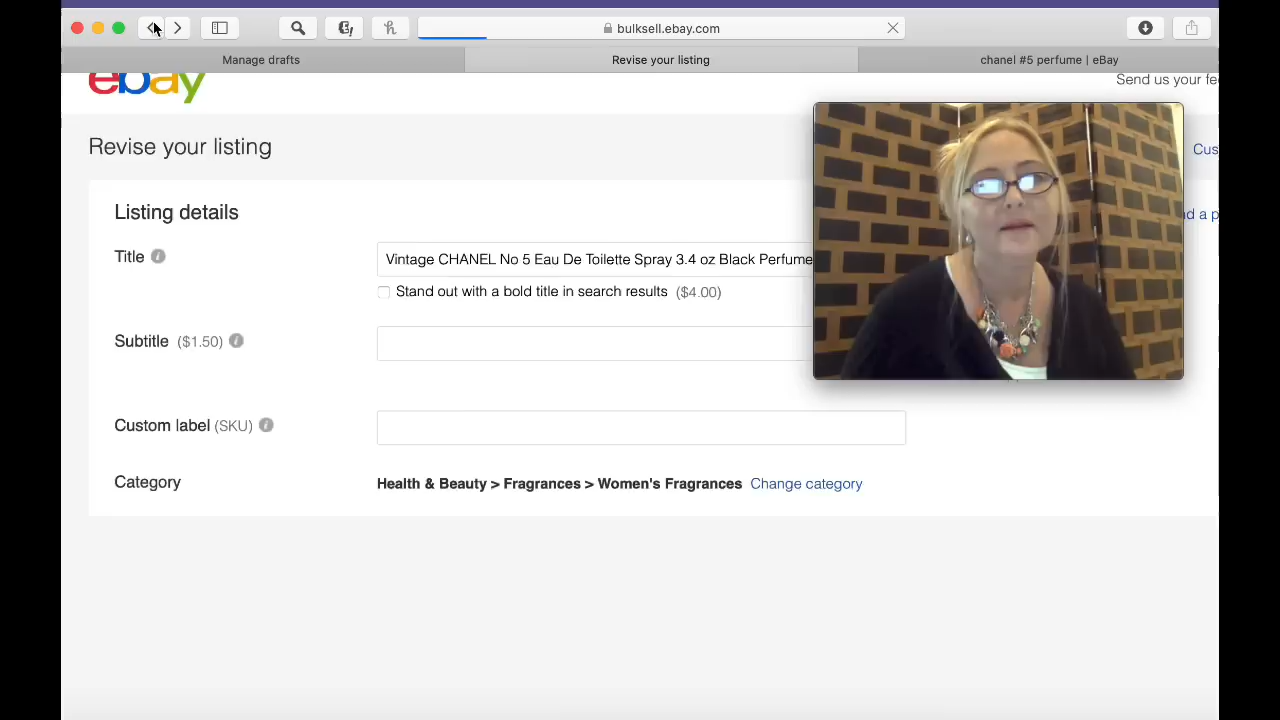 bulksell.ebay.com
Manage drafts
Revise your listing
chanel #5 perfume | eBay
ebay
Send us your fe
Revise your listing
Cus
Listing details
d a p
Title
Vintage CHANEL No 5 Eau De Toilette Spray 3.4 oz Black Perfume
Stand out with a bold title in search results ($4.00)
Subtitle ($1.50)
Custom label (SKU)
Category
Health & Beauty > Fragrances > Women's Fragrances Change category